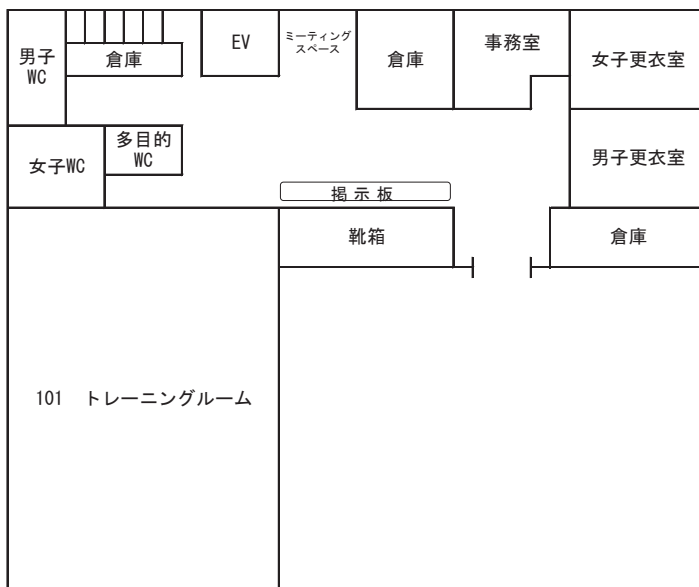 男子
WC
倉庫
EV
ミーティング
スペース
倉庫
事務室
女子更衣室
女子WC
多目的
WC
男子更衣室
掲示板
靴箱
倉庫
101　トレーニングルーム